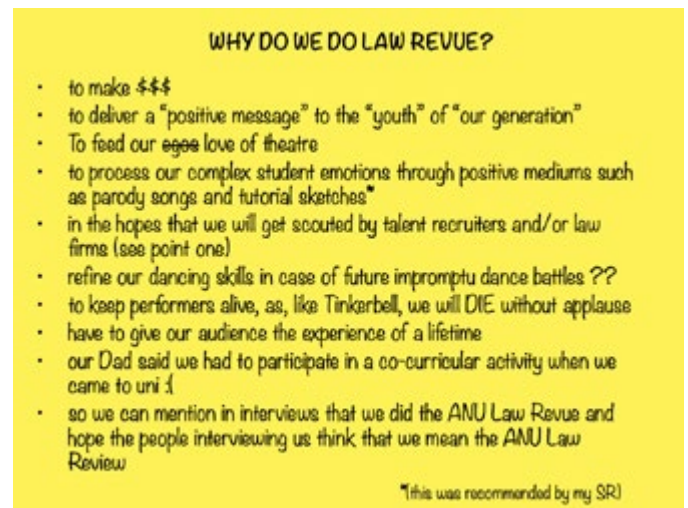 WHY DO WE DO LAW REVUE?
• to make $$$
• to deliver a “positive message” to the “youth” of “our generation”
• To feed our egos love of theatre
• to process our complex student emotions through positive mediums such
as parody songs and tutorial sketches*
• in the hopes that we will get scouted by talent recruiters and/or law
firms (see point one)
• refine our dancing skills in case of future impromptu dance battles ??
• to keep performers alive, as, like Tinkerbell, we will DIE without applause
• have to give our audience the experience of a lifetime
• our Dad said we had to participate in a co-curricular activity when we
came to uni :(
• so we can mention in interviews that we did the ANU Law Revue and
hope the people interviewing us think that we mean the ANU Law
Review
*(this was recommended by my SR)